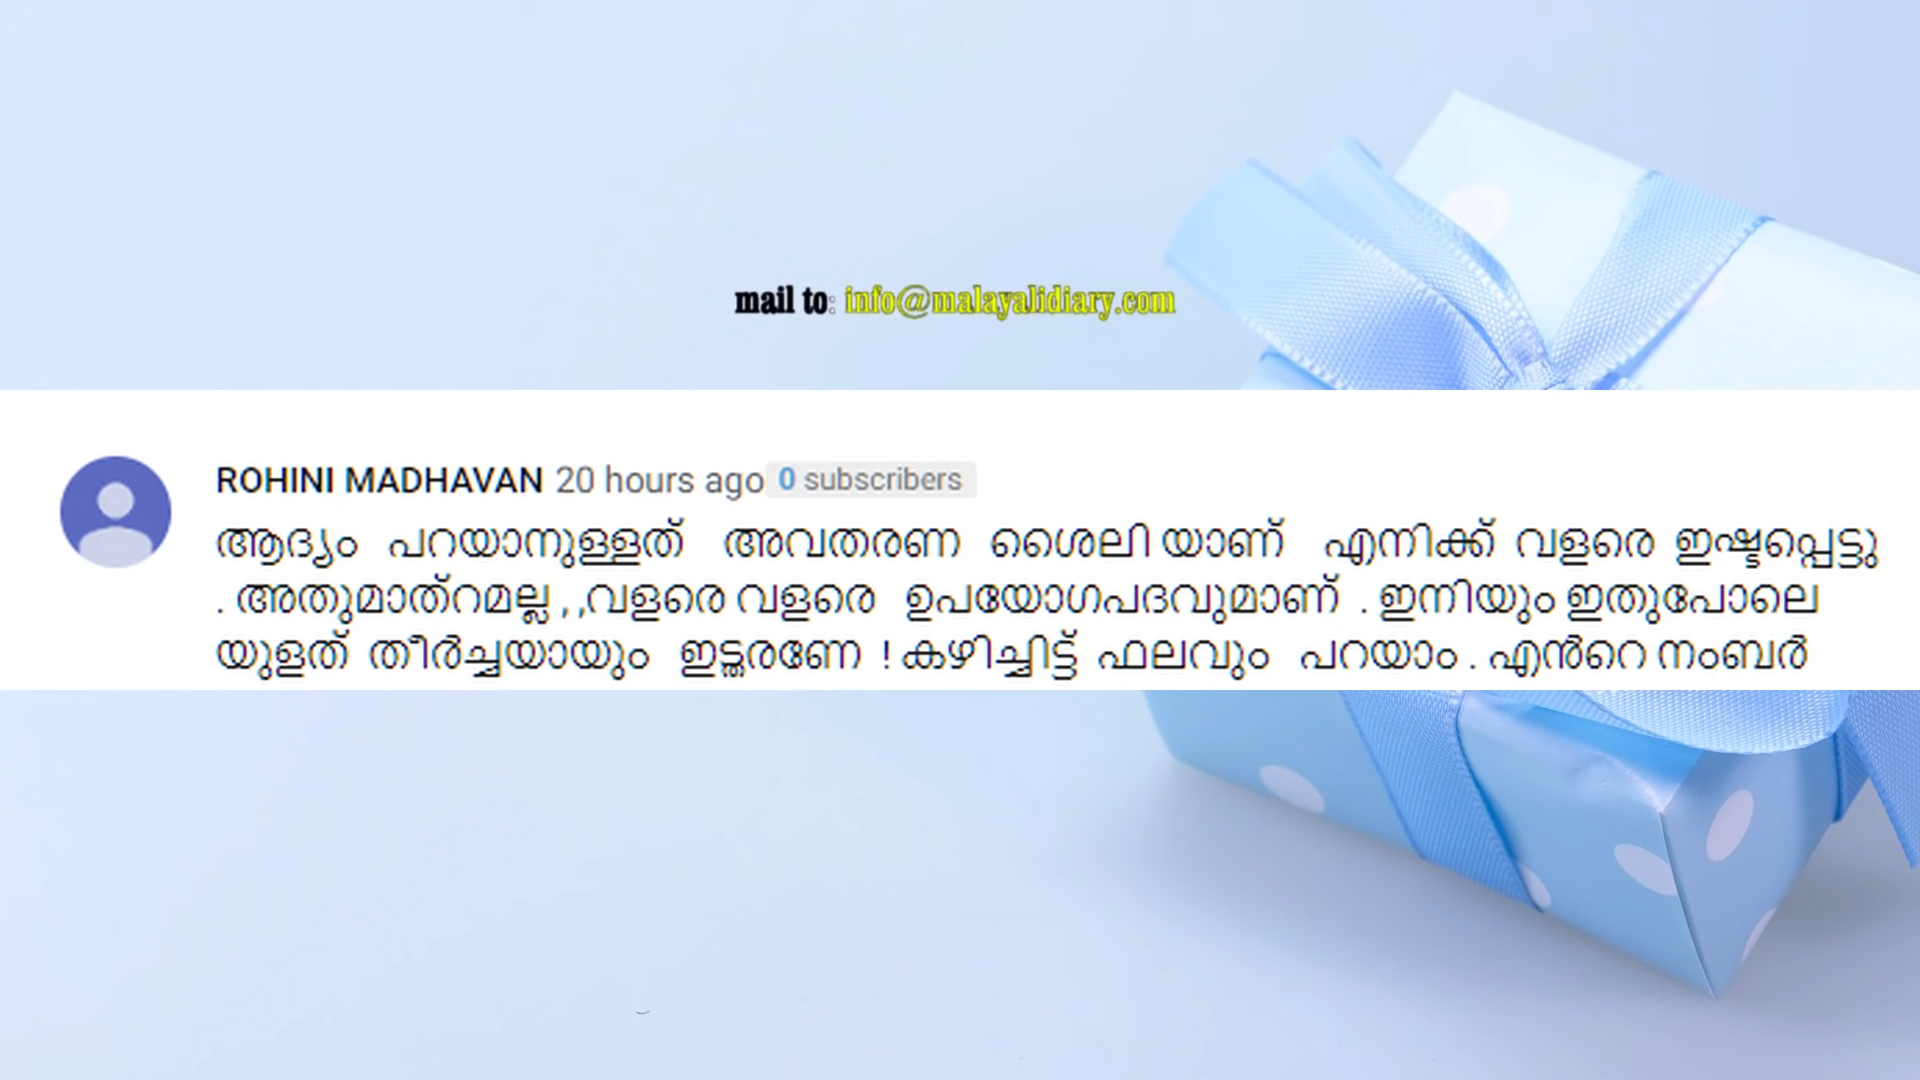 mail to: info@malayalidiary.com
ROHINI MADHAVAN 20 hours ago 0 subscribers
ആദ്യം പറയാനുള്ളത് അവതരണ ശൈലി യാണ് എനിക്ക് വളരെ ഇഷ്ടപ്പെട്ടു
. അതുമാത്റമല്ല , ,വളരെ വളരെ ഉപയോഗപദവുമാണ് . ഇനിയും ഇതുപോലെ
യുളത് തീർച്ചയായും ഇട്ടുതരണേ ! കഴിച്ചിട്ട് ഫലവും പറയാം . എൻറെ നംബർ